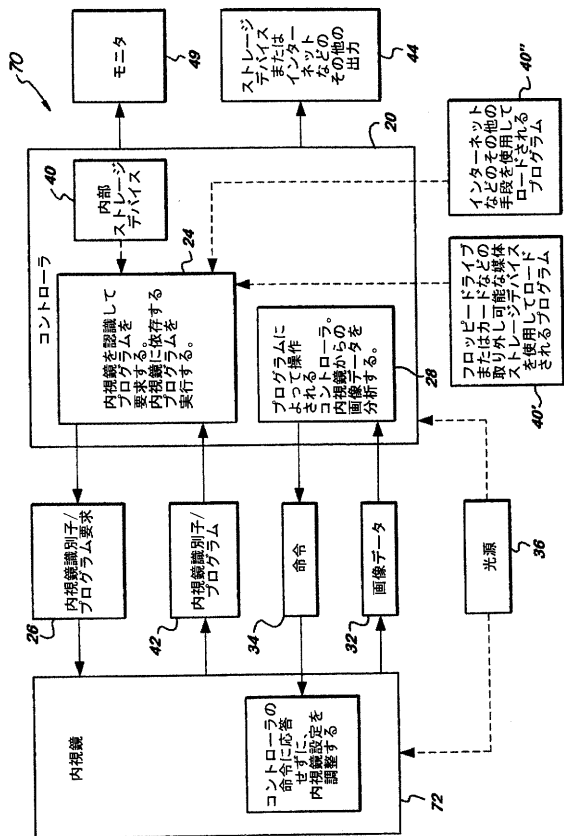 70
内視鏡
コントローラの
命令に応答
せずに、
内視鏡設定を
調整する
72
内視鏡識別子/
プログラム要求
26
内視鏡識別子/
プログラム
42
命令
34
画像データ
32
光源
36
コントローラ
20
内視鏡を認識して
プログラムを
要求する。
内視鏡に依存する
プログラムを
実行する。
24
内部
ストレージ
デバイス
40
プログラムに
よって操作
される
コントローラ。
内視鏡からの
画像データを
分析する。
28
モニタ
49
ストレージ
デバイス
または
インター
ネット
などの
その他の
出力
44
フロッピードライブ
またはカードなどの
取り外し可能な媒体
ストレージデバイス
を使用してロード
されるプログラム
40'
インターネット
などのその他の
手段を使用して
ロードされる
プログラム
40"